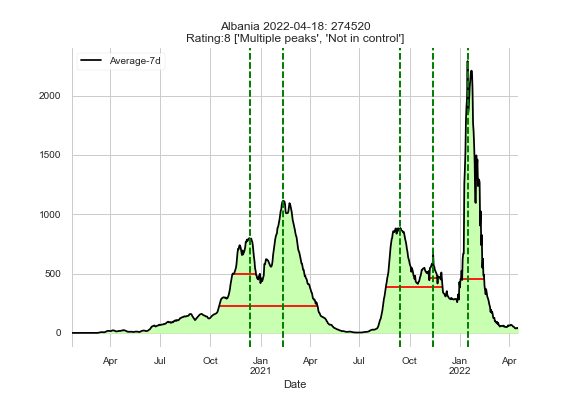 Albania 2022-04-18: 274520
Rating:8 ['Multiple peaks', 'Not in control']
Average-7d
2000
1500
1000
500
0
Apr
Jul
Oct
Jan
2021
Apr
Jul
Oct
Jan
2022
Apr
Date